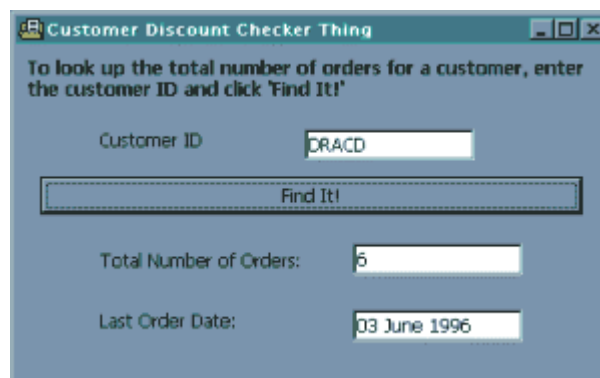 Customer Discount Checker Thing
To look up the total number of orders for a customer, enter
the customer ID and click 'Find It!'
Customer ID DRACD
Find It!
Total Number of Orders: 6
Last Order Date: 03 June 1996